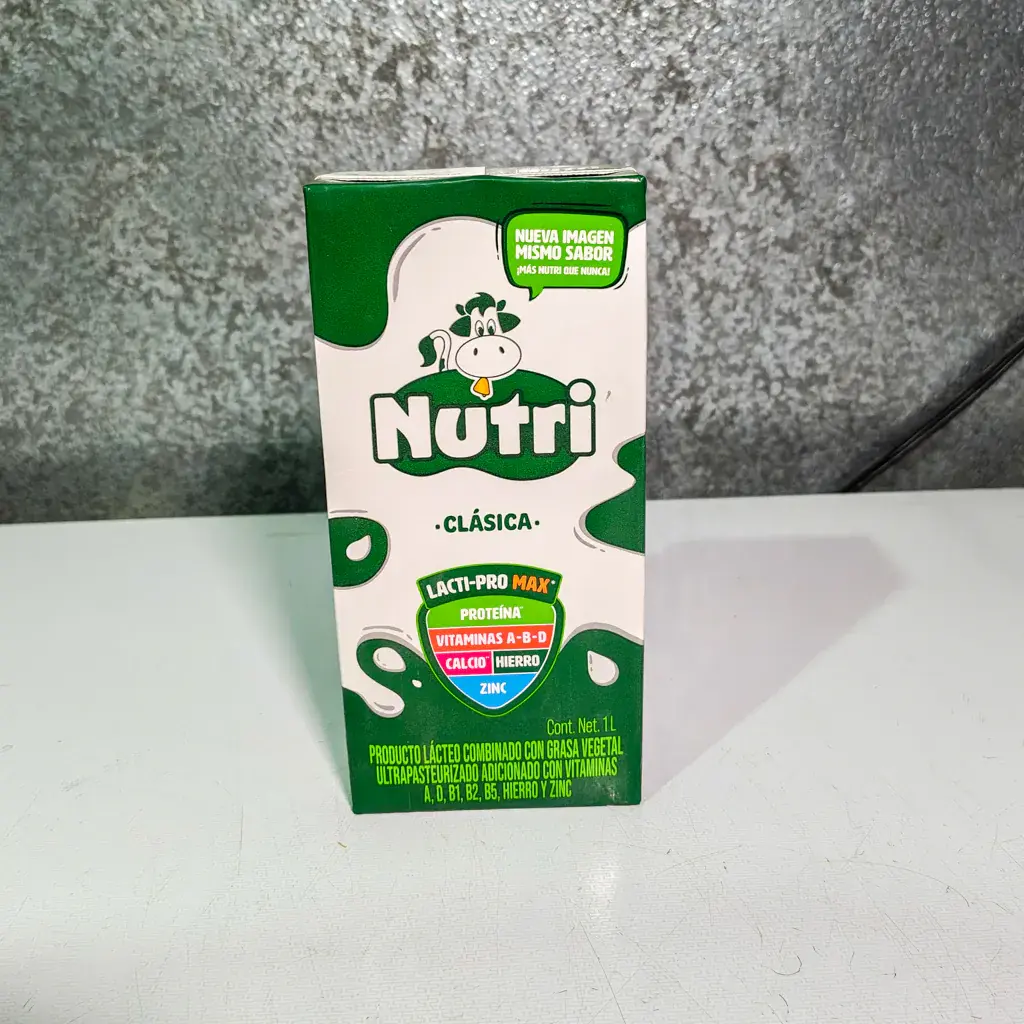 NUEVA IMAGEN
MISMO SABOR
¡MÁS NUTRI QUE NUNCA!
Nutri
·CLÁSICA·
LACTI-PRO MAX*
PROTEÍNA*
VITAMINAS A-B-D
CALCIO* HIERRO
ZINC
Cont. Net. 1 L
PRODUCTO LÁCTEO COMBINADO CON GRASA VEGETAL
ULTRAPASTEURIZADO ADICIONADO CON VITAMINAS
A, D, B1, B2, B5, HIERRO Y ZINC